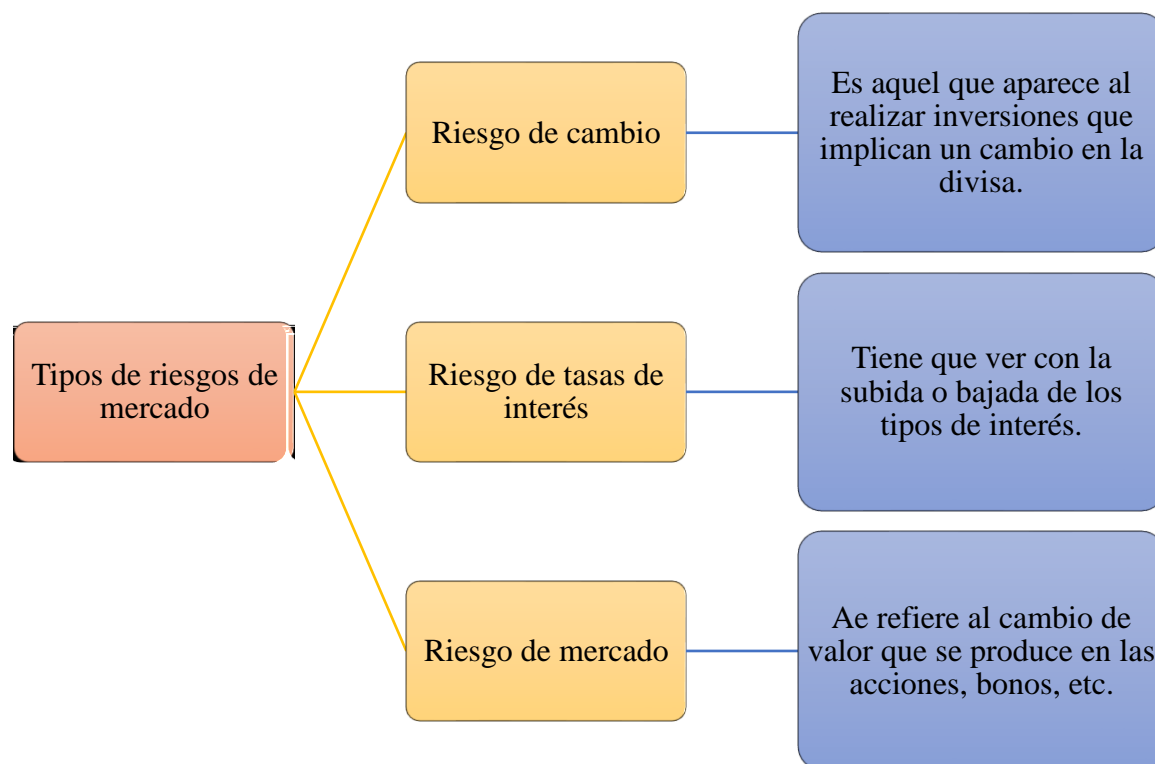 Tipos de riesgos de
mercado
Riesgo de cambio
Es aquel que aparece al
realizar inversiones que
implican un cambio en la
divisa.
Riesgo de tasas de
interés
Tiene que ver con la
subida o bajada de los
tipos de interés.
Riesgo de mercado
Ae refiere al cambio de
valor que se produce en las
acciones, bonos, etc.